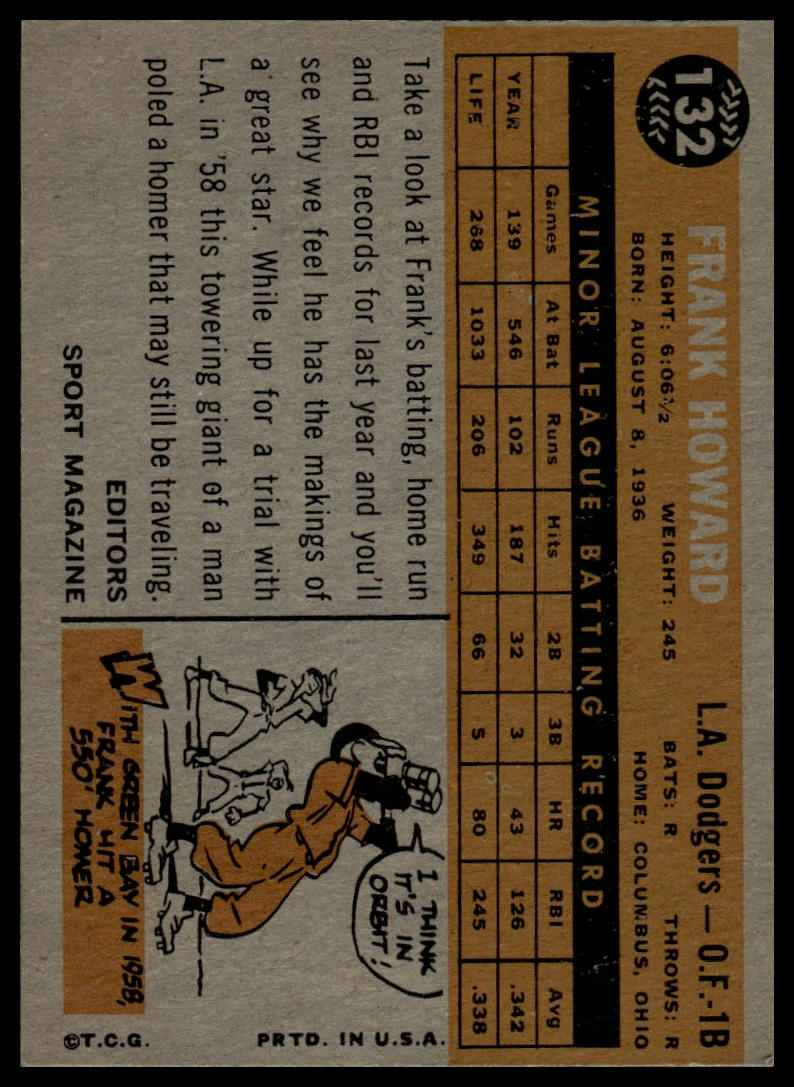 132
FRANK HOWARD L.A. Dodgers — O.F.-1B
HEIGHT: 6:06½ WEIGHT: 245 BATS: R THROWS: R
BORN: AUGUST 8, 1936 HOME: COLUMBUS, OHIO
MINOR LEAGUE BATTING RECORD
Games At Bat Runs Hits 2B 3B HR RBI Avg
YEAR 139 546 102 187 32 3 43 126 .342
LIFE 268 1033 206 349 66 5 80 245 .338
Take a look at Frank's batting, home run
and RBI records for last year and you'll
see why we feel he has the makings of
a great star. While up for a trial with
L.A. in '58 this towering giant of a man
poled a homer that may still be traveling.
EDITORS
SPORT MAGAZINE
I THINK
IT'S IN
ORBIT!
WITH GREEN BAY IN 1958,
FRANK HIT A
550' HOMER
©T.C.G. PRTD. IN U.S.A.